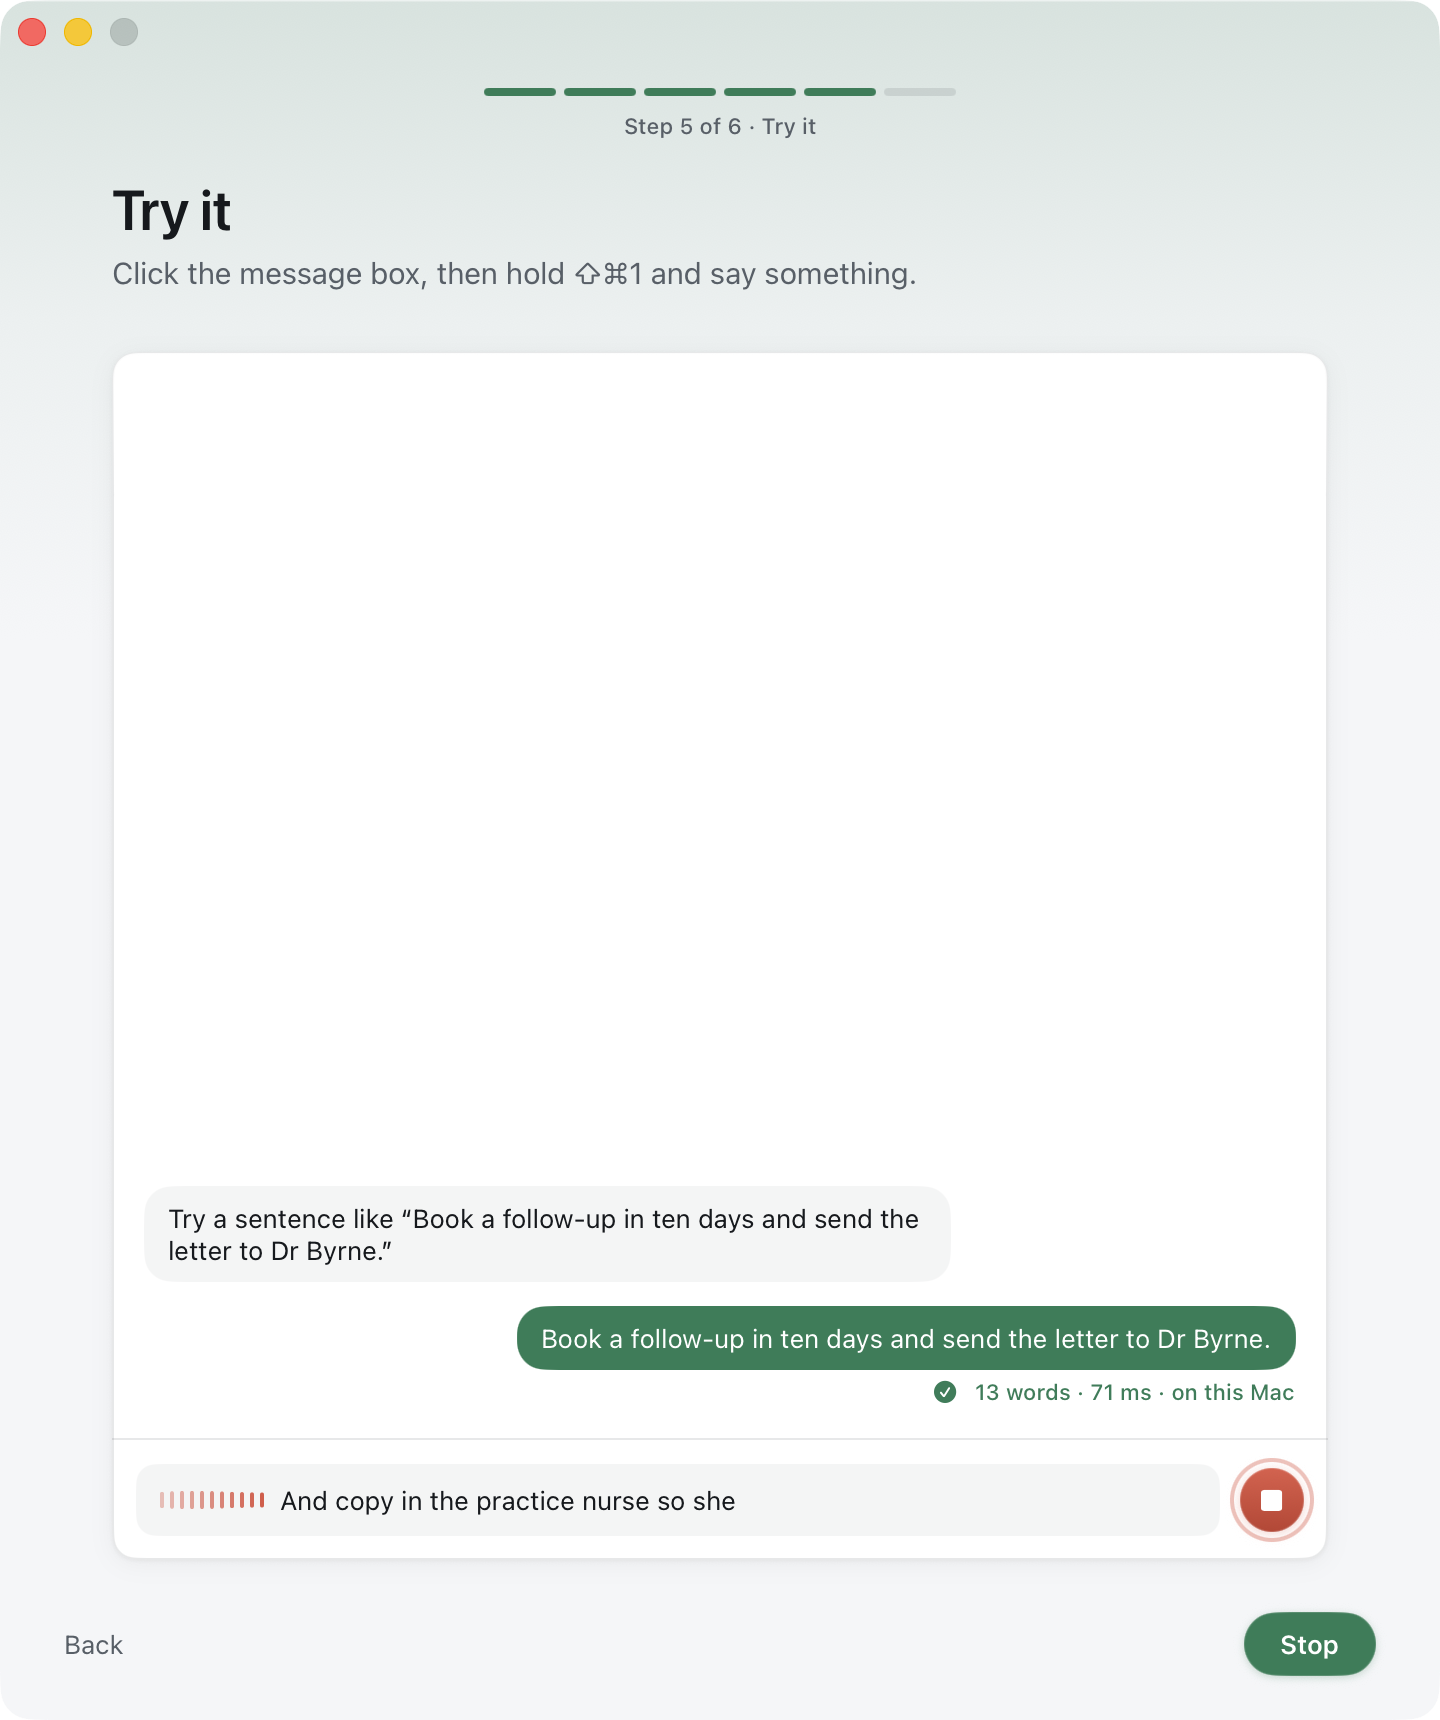 Step 5 of 6 · Try it
Try it
Click the message box, then hold ⇧⌘1 and say something.
Try a sentence like “Book a follow-up in ten days and send the
letter to Dr Byrne.”
Book a follow-up in ten days and send the letter to Dr Byrne.
13 words · 71 ms · on this Mac
And copy in the practice nurse so she
Back
Stop